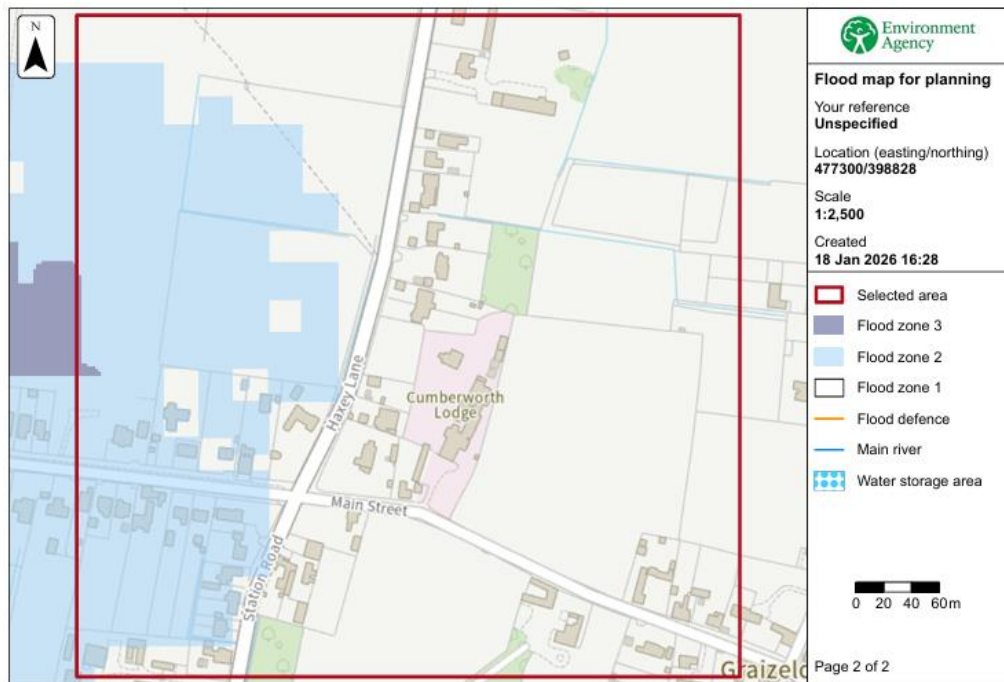 N
Haxey Lane
Cumberworth
Lodge
Main Street
Station Road
Graizelo
Environment
Agency
Flood map for planning
Your reference
Unspecified
Location (easting/northing)
477300/398828
Scale
1:2,500
Created
18 Jan 2026 16:28
Selected area
Flood zone 3
Flood zone 2
Flood zone 1
Flood defence
Main river
Water storage area
0 20 40 60m
Page 2 of 2